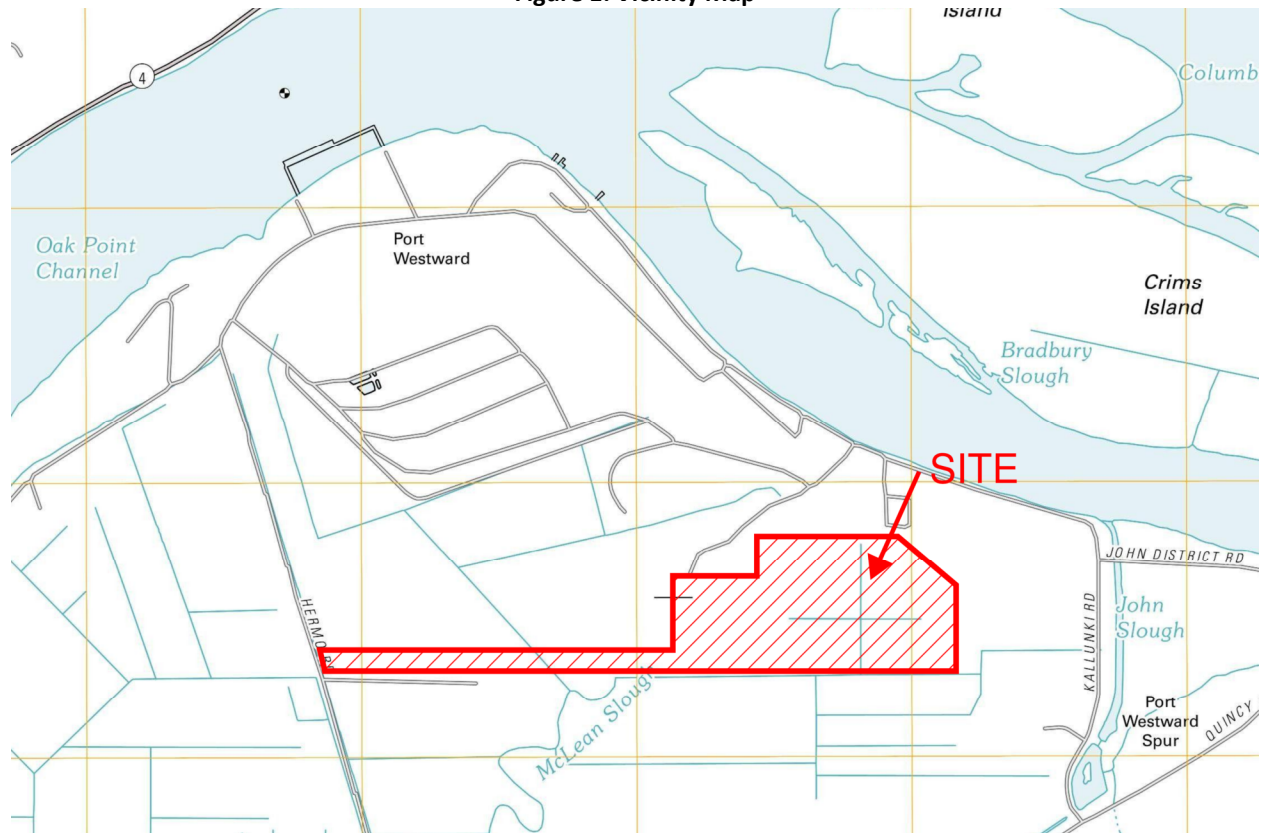 Island
Columb
4
Port
Westward
Oak Point
Channel
Crims
Island
Bradbury
Slough
SITE
JOHN DISTRICT RD
HERMO
John
Slough
KALLUNKI RD
McLean Slough
Port
Westward
Spur
QUINCY